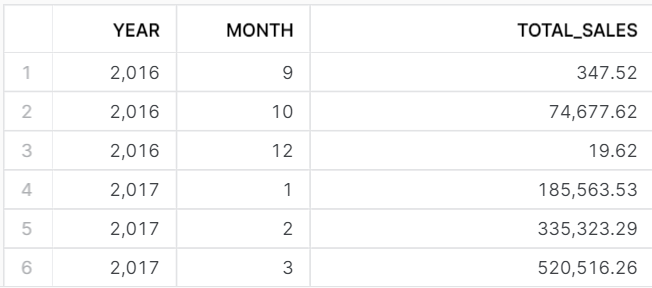 YEAR MONTH TOTAL_SALES
1 2,016 9 347.52
2 2,016 10 74,677.62
3 2,016 12 19.62
4 2,017 1 185,563.53
5 2,017 2 335,323.29
6 2,017 3 520,516.26